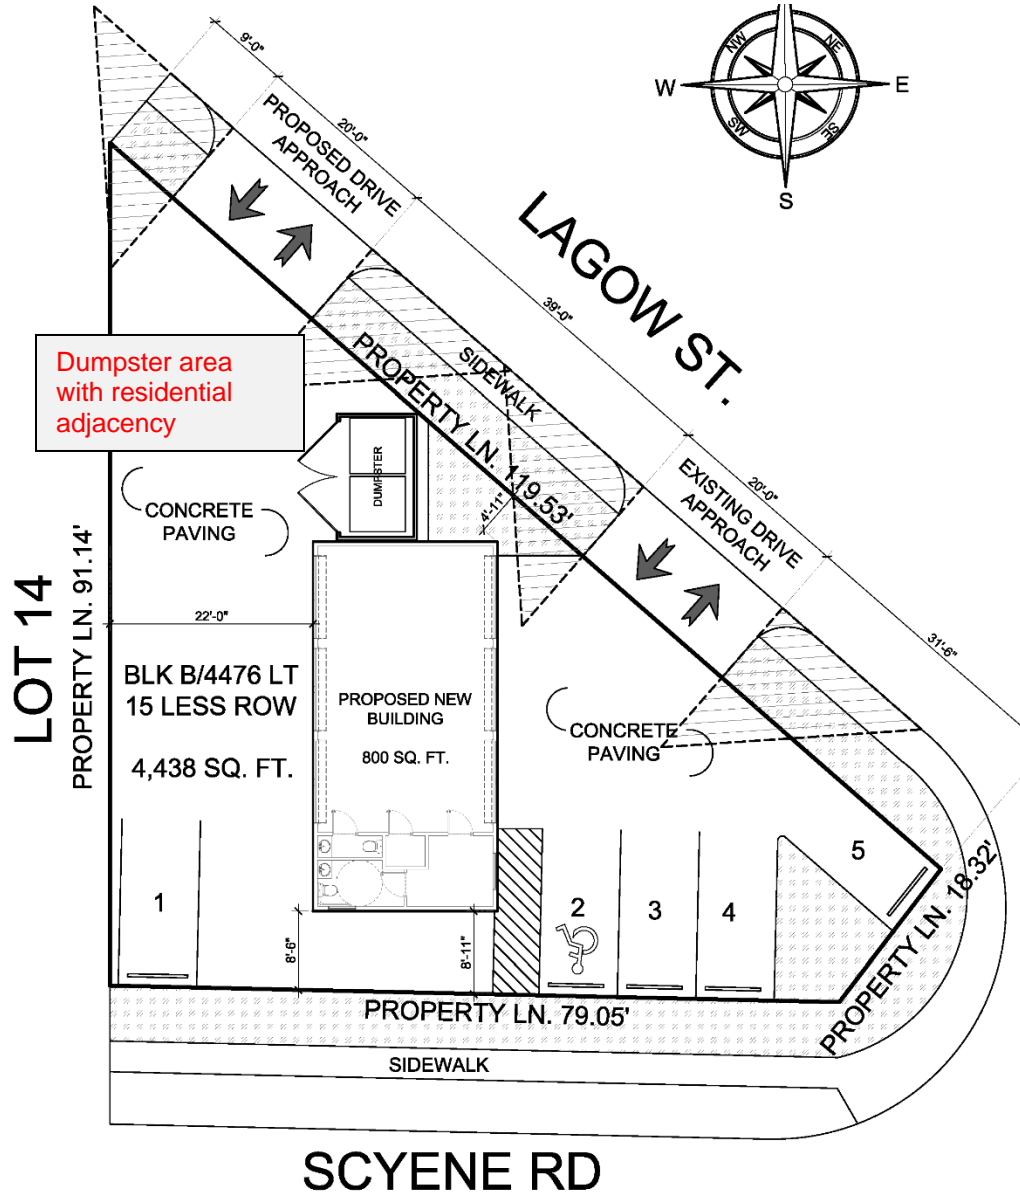 9'-0"
20'-0"
PROPOSED DRIVE
APPROACH
NW
NE
W
E
SW
SE
S
LAGOW ST.
39'-0"
SIDEWALK
PROPERTY LN. 119.53'
Dumpster area
with residential
adjacency
DUMPSTER
4'-11"
20'-0"
EXISTING DRIVE
APPROACH
31'-6"
CONCRETE
PAVING
LOT 14
PROPERTY LN. 91.14'
22'-0"
BLK B/4476 LT
15 LESS ROW
4,438 SQ. FT.
PROPOSED NEW
BUILDING
800 SQ. FT.
CONCRETE
PAVING
1
2
3
4
5
8'-6"
8'-11"
PROPERTY LN. 18.32'
PROPERTY LN. 79.05'
SIDEWALK
SCYENE RD